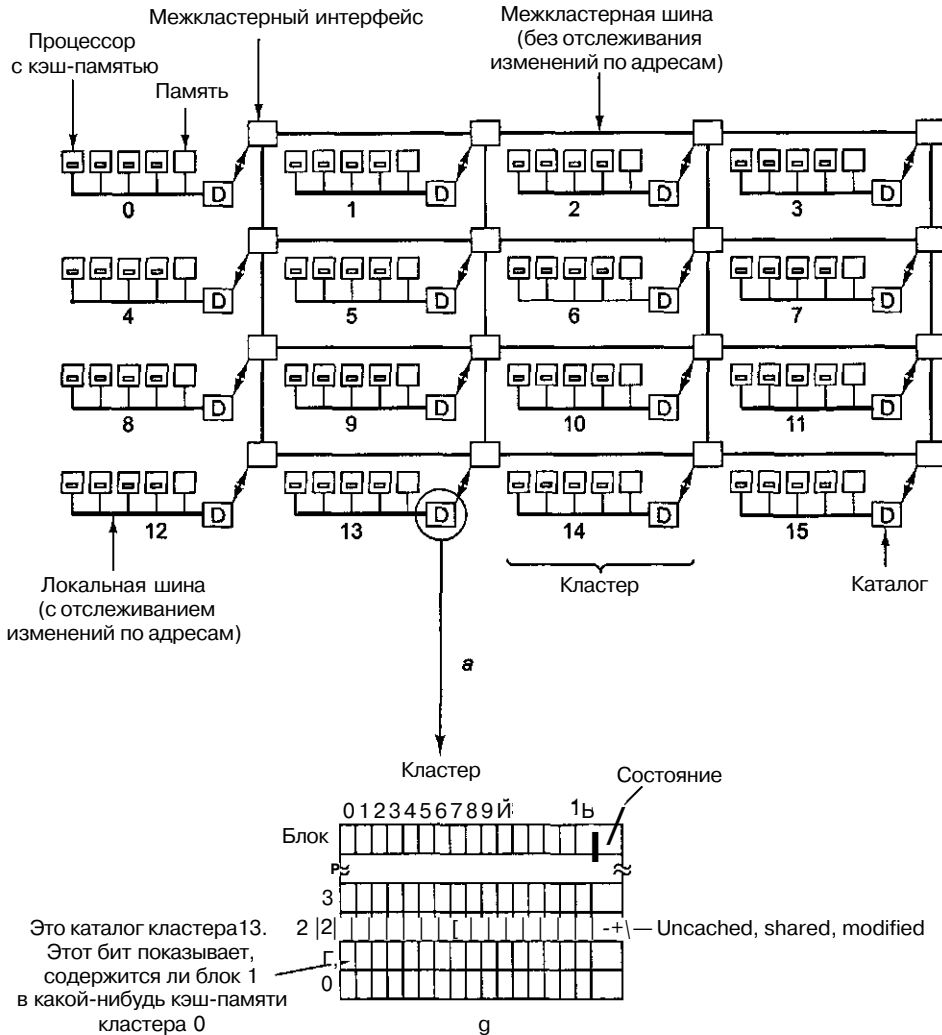 Межкластерный интерфейс
Межкластерная шина
(без отслеживания
изменений по адресам)
Процессор
с кэш-памятью
Память
D D D D
0 1 2 3
D D D D
4 5 6 7
D D D D
8 9 10 11
D D D D
12 13 14 15
Локальная шина
(с отслеживанием
изменений по адресам)
Кластер
Каталог
а
Кластер
Состояние
0123456789Й 1Ь
Блок
P≈ ≈
3
2 |2| [ -+\— Uncached, shared, modified
Г,
0
Это каталог кластера13.
Этот бит показывает,
содержится ли блок 1
в какой-нибудь кэш-памяти
кластера 0
g